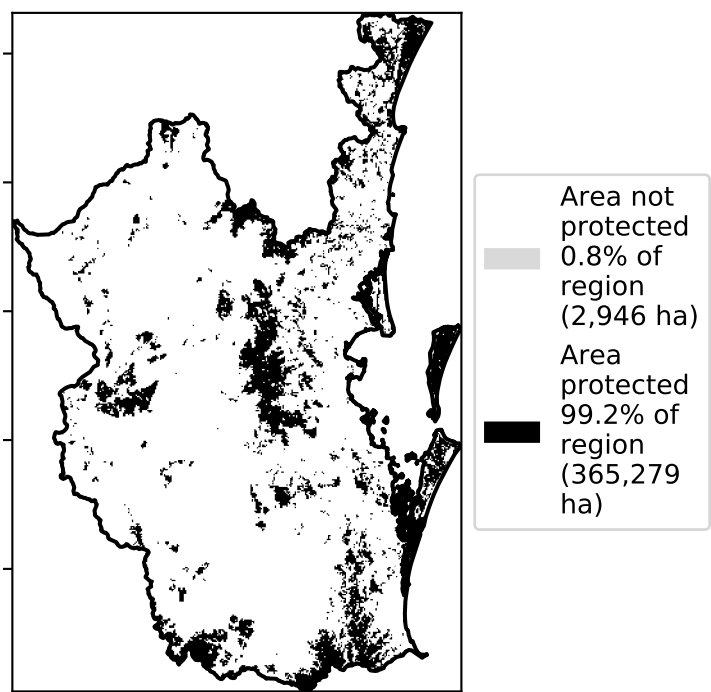 Area not
protected
0.8% of
region
(2,946 ha)
Area
protected
99.2% of
region
(365,279
ha)